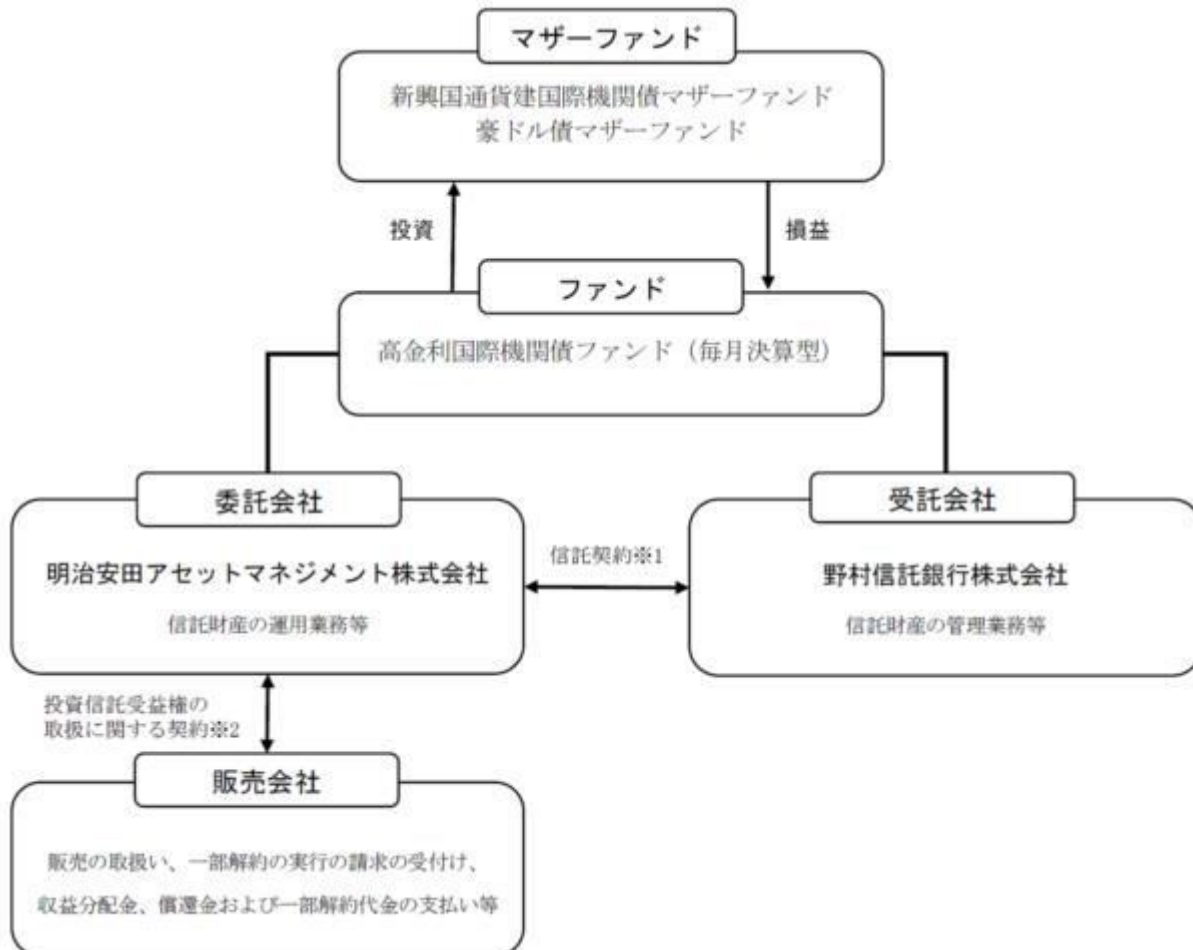 マザーファンド
新興国通貨建国際機関債マザーファンド
豪ドル債マザーファンド
投資
損益
ファンド
高金利国際機関債ファンド（毎月決算型）
委託会社
明治安田アセットマネジメント株式会社
信託財産の運用業務等
信託契約※1
受託会社
野村信託銀行株式会社
信託財産の管理業務等
投資信託受益権の
取扱に関する契約※2
販売会社
販売の取扱い、一部解約の実行の請求の受付け、
収益分配金、償還金および一部解約代金の支払い等